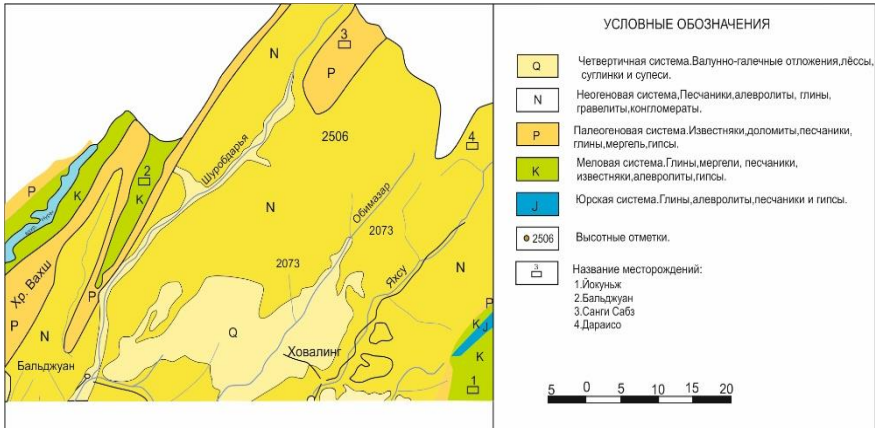 3
N
P
P
2506
4
Шуробдарья
P
K
K
2
K
N
Обимазар
N
2073
2073
Яхсу
N
Хр. Вахш
P
P
N
Q
P
K
J
K
Бальджуан
Ховалинг
1
УСЛОВНЫЕ ОБОЗНАЧЕНИЯ
Q
Четвертичная система.Валунно-галечные отложения,лёссы,
суглинки и супеси.
N
Неогеновая система,Песчаники,алевролиты, глины,
гравелиты,конгломераты.
P
Палеогеновая система.Известняки,доломиты,песчаники,
глины,мергель,гипсы.
K
Меловая система.Глины,мергели, песчаники,
известняки,алевролиты,гипсы.
J
Юрская система.Глины,алевролиты,песчаники и гипсы.
2506
Высотные отметки.
3
Название месторождений:
1.Йокуньж
2.Бальджуан
3.Санги Сабз
4.Дараисо
5 0 5 10 15 20